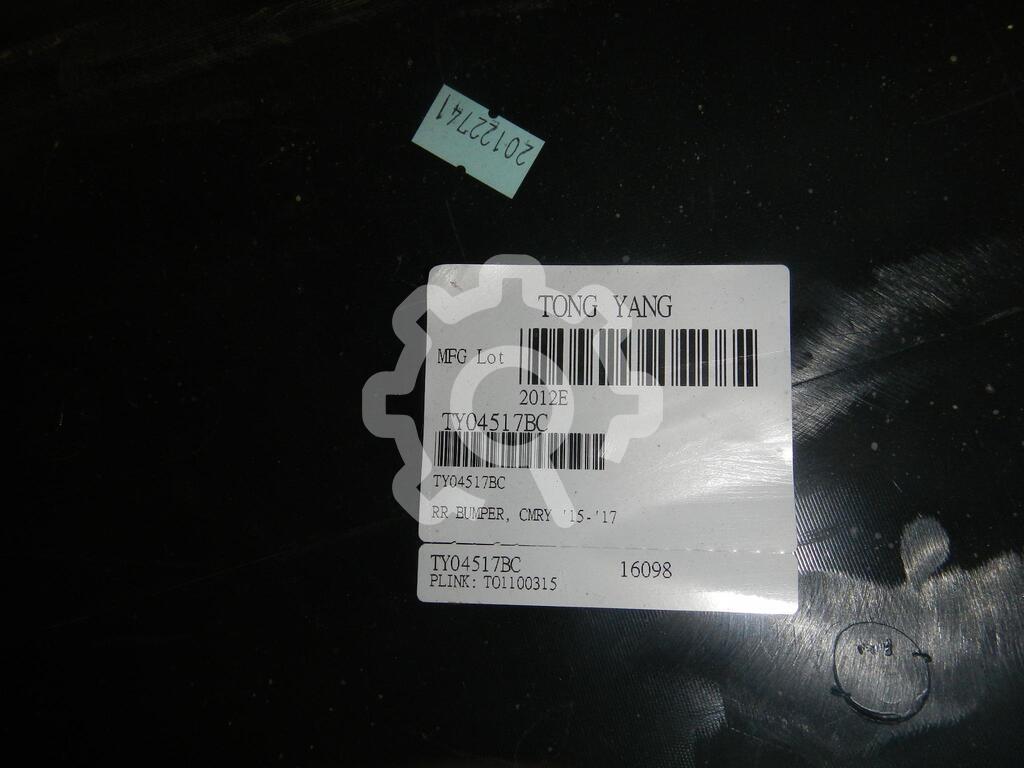 20122741
TONG YANG
MFG Lot
2012E
TY04517BC
TY04517BC
RR BUMPER, CMRY '15-'17
TY04517BC 16098
PLINK: TO1100315